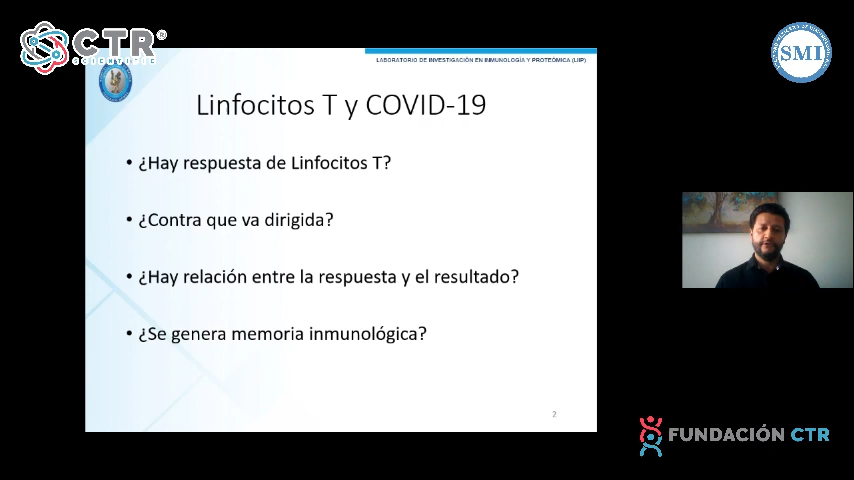 CTR®
SCIENTIFIC
LABORATORIO DE INVESTIGACIÓN EN INMUNOLOGÍA Y PROTEÓMICA (LIIP)
SMI
Linfocitos T y COVID-19
• ¿Hay respuesta de Linfocitos T?
• ¿Contra que va dirigida?
• ¿Hay relación entre la respuesta y el resultado?
• ¿Se genera memoria inmunológica?
2
FUNDACIÓN CTR